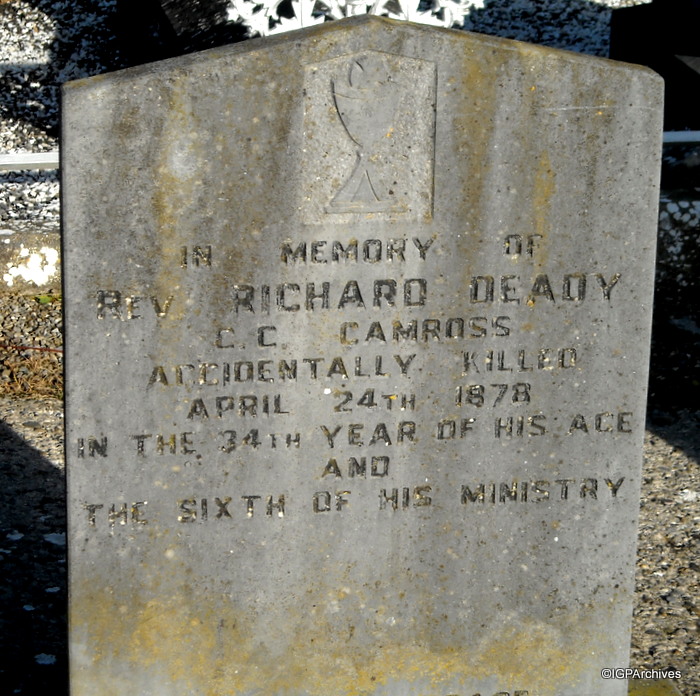 IN MEMORY OF
REV. RICHARD DEADY
C.C. CAMROSS
ACCIDENTALLY KILLED
APRIL 24TH 1878
IN THE 34TH YEAR OF HIS AGE
AND
THE SIXTH OF HIS MINISTRY
©IGPArchives